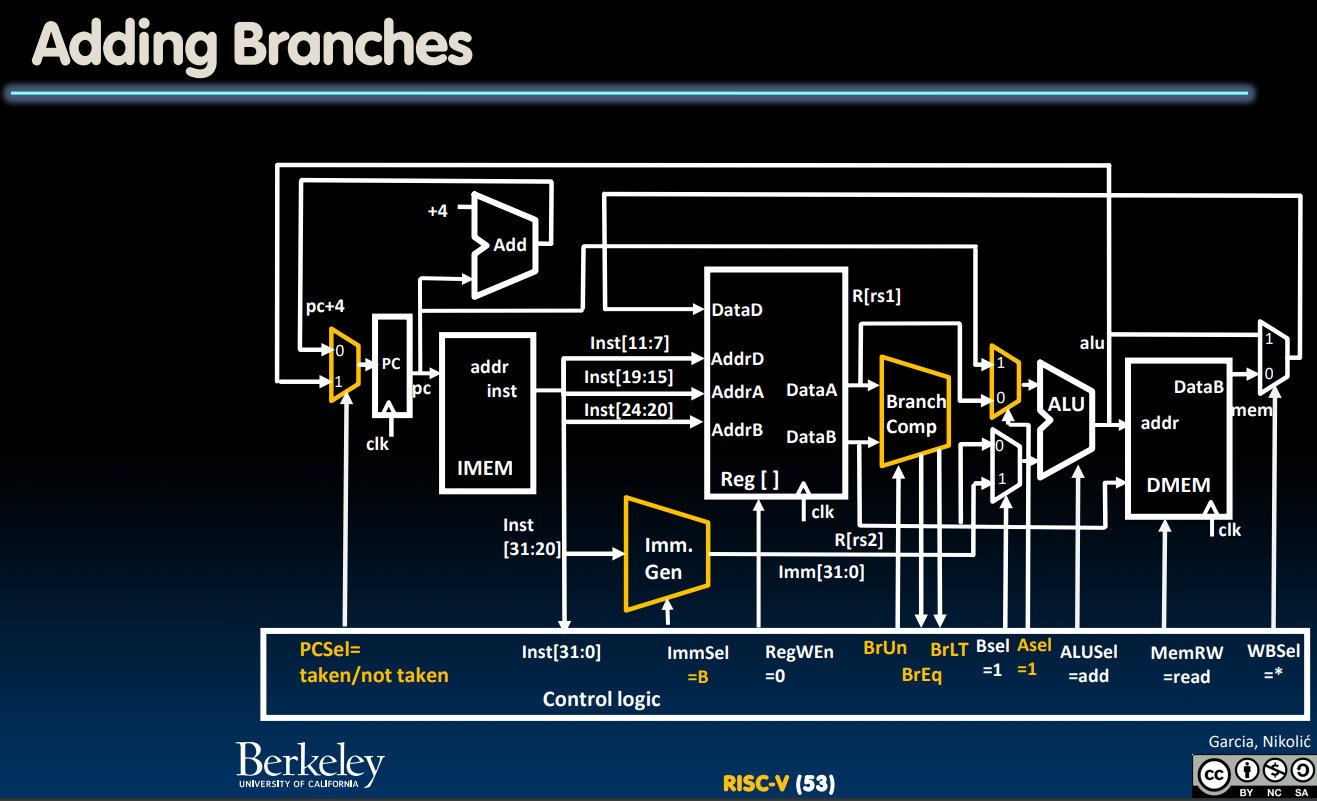 Adding Branches
+4
Add
pc+4
0
1
PC
pc
clk
addr
inst
IMEM
Inst[11:7]
Inst[19:15]
Inst[24:20]
DataD
AddrD
AddrA
AddrB
DataA
DataB
Reg [ ]
clk
R[rs1]
Branch
Comp
1
0
0
1
ALU
alu
DataB
addr
DMEM
clk
mem
1
0
Inst
[31:20]
Imm.
Gen
R[rs2]
Imm[31:0]
PCSel=
taken/not taken
Inst[31:0]
ImmSel
=B
RegWEn
=0
BrUn
BrEq
BrLT
Bsel
=1
Asel
=1
ALUSel
=add
MemRW
=read
WBSel
=*
Control logic
Berkeley
UNIVERSITY OF CALIFORNIA
RISC-V (53)
Garcia, Nikolić
cc
BY NC SA